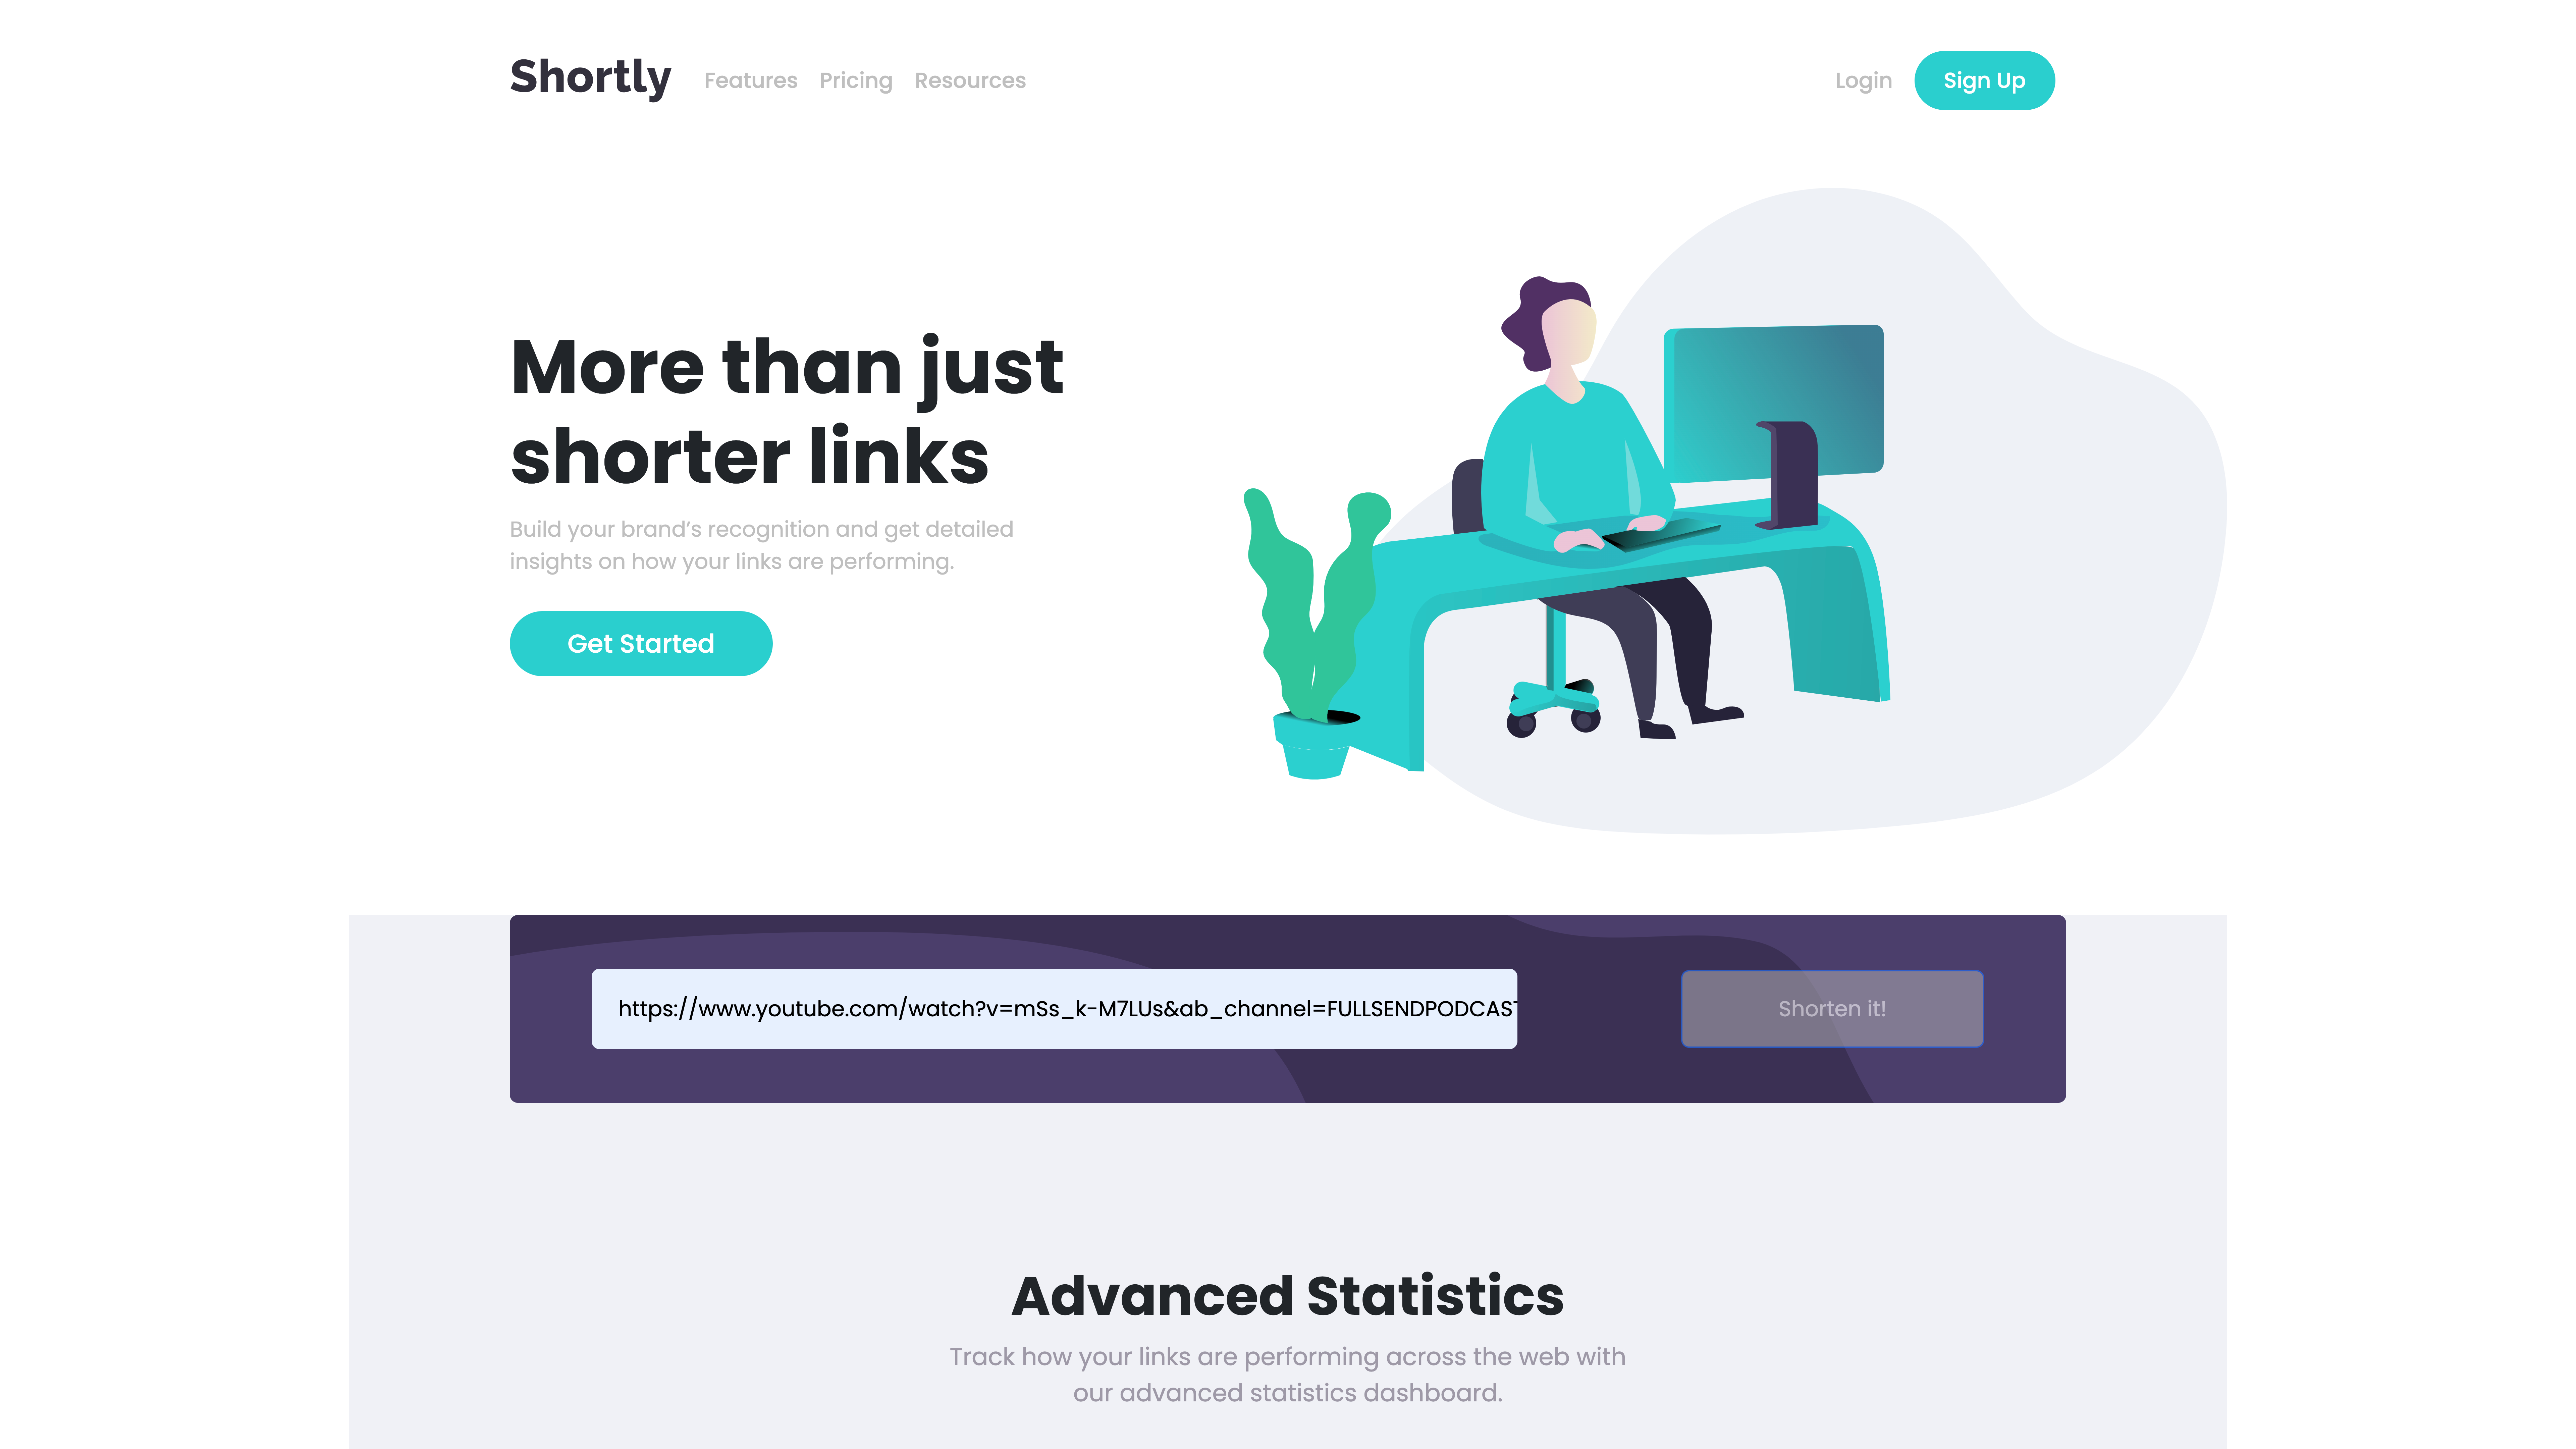 Shortly
Features
Pricing
Resources
Login
Sign Up
More than just
shorter links
Build your brand’s recognition and get detailed
insights on how your links are performing.
Get Started
https://www.youtube.com/watch?v=mSs_k-M7LUs&ab_channel=FULLSENDPODCAST
Shorten it!
Advanced Statistics
Track how your links are performing across the web with
our advanced statistics dashboard.